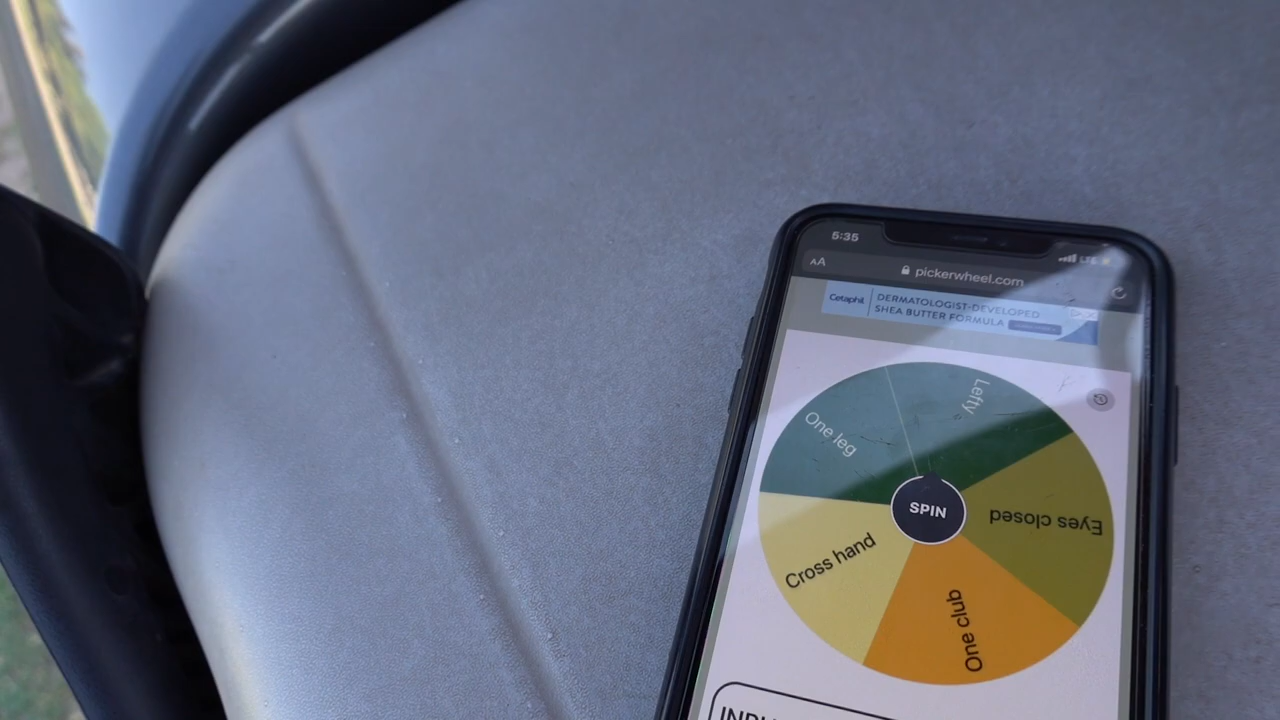 5:35
LTE
AA
pickerwheel.com
Cetaphil
DERMATOLOGIST-DEVELOPED
SHEA BUTTER FORMULA
Lefty
One leg
Eyes closed
SPIN
Cross hand
One club